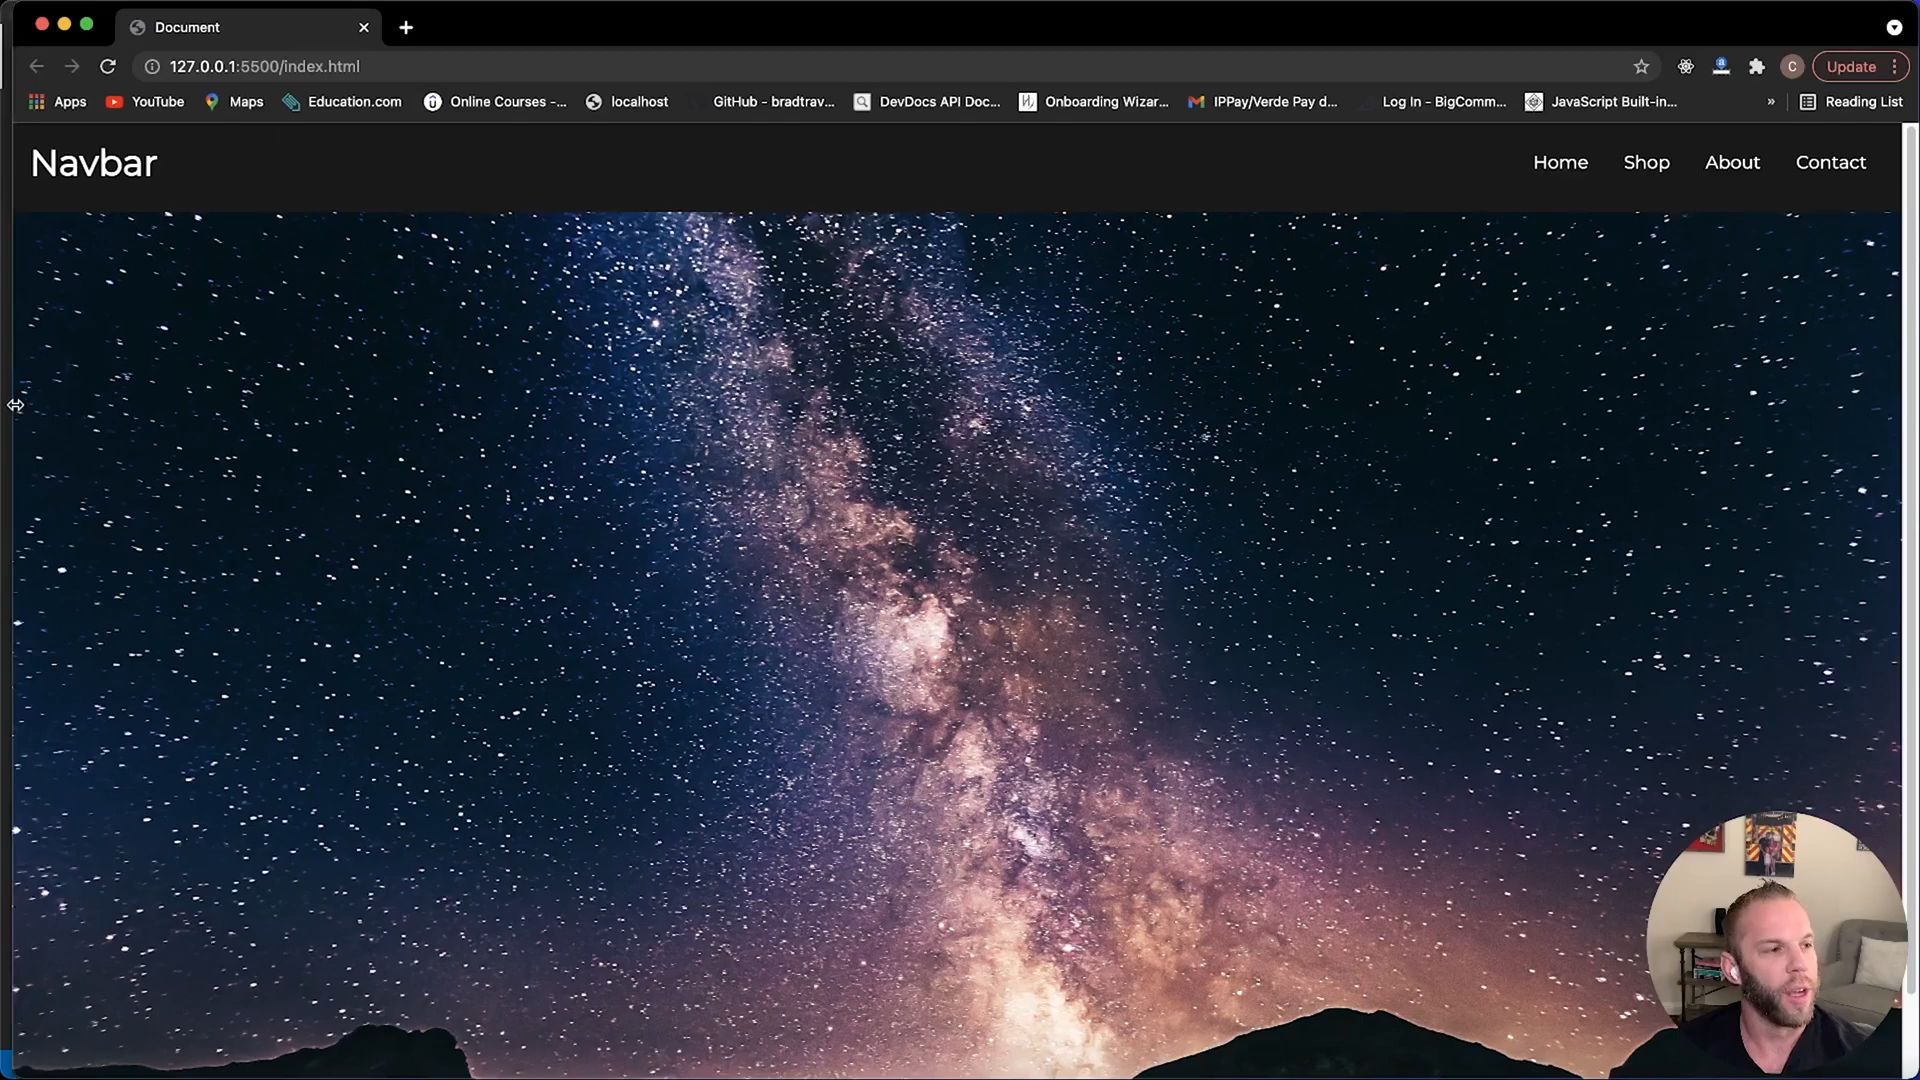 Document
127.0.0.1:5500/index.html
C
Update
Apps YouTube Maps Education.com Online Courses -... localhost GitHub - bradtrav... DevDocs API Doc... Onboarding Wizar... IPPay/Verde Pay d... Log In - BigComm... JavaScript Built-in... » Reading List
Navbar Home Shop About Contact